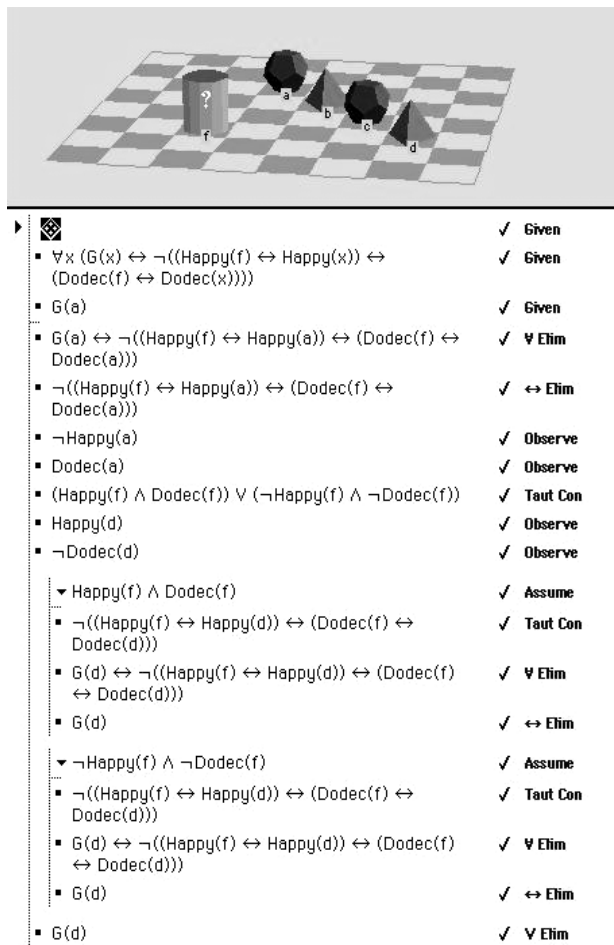 ?
a
b
c
d
f
✓ Given
∀x (G(x) ↔ ¬((Happy(f) ↔ Happy(x)) ↔ ✓ Given
(Dodec(f) ↔ Dodec(x))))
G(a) ✓ Given
G(a) ↔ ¬((Happy(f) ↔ Happy(a)) ↔ (Dodec(f) ↔ ✓ ∀ Elim
Dodec(a)))
¬((Happy(f) ↔ Happy(a)) ↔ (Dodec(f) ↔ ✓ ↔ Elim
Dodec(a)))
¬Happy(a) ✓ Observe
Dodec(a) ✓ Observe
(Happy(f) ∧ Dodec(f)) ∨ (¬Happy(f) ∧ ¬Dodec(f)) ✓ Taut Con
Happy(d) ✓ Observe
¬Dodec(d) ✓ Observe
Happy(f) ∧ Dodec(f) ✓ Assume
¬((Happy(f) ↔ Happy(d)) ↔ (Dodec(f) ↔ ✓ Taut Con
Dodec(d)))
G(d) ↔ ¬((Happy(f) ↔ Happy(d)) ↔ (Dodec(f) ✓ ∀ Elim
↔ Dodec(d)))
G(d) ✓ ↔ Elim
¬Happy(f) ∧ ¬Dodec(f) ✓ Assume
¬((Happy(f) ↔ Happy(d)) ↔ (Dodec(f) ↔ ✓ Taut Con
Dodec(d)))
G(d) ↔ ¬((Happy(f) ↔ Happy(d)) ↔ (Dodec(f) ✓ ∀ Elim
↔ Dodec(d)))
G(d) ✓ ↔ Elim
G(d) ✓ ∨ Elim